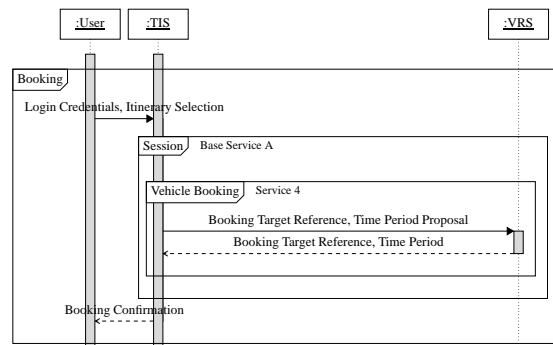 :User
:TIS
:VRS
Booking
Login Credentials, Itinerary Selection
Session
Base Service A
Vehicle Booking
Service 4
Booking Target Reference, Time Period Proposal
Booking Target Reference, Time Period
Booking Confirmation